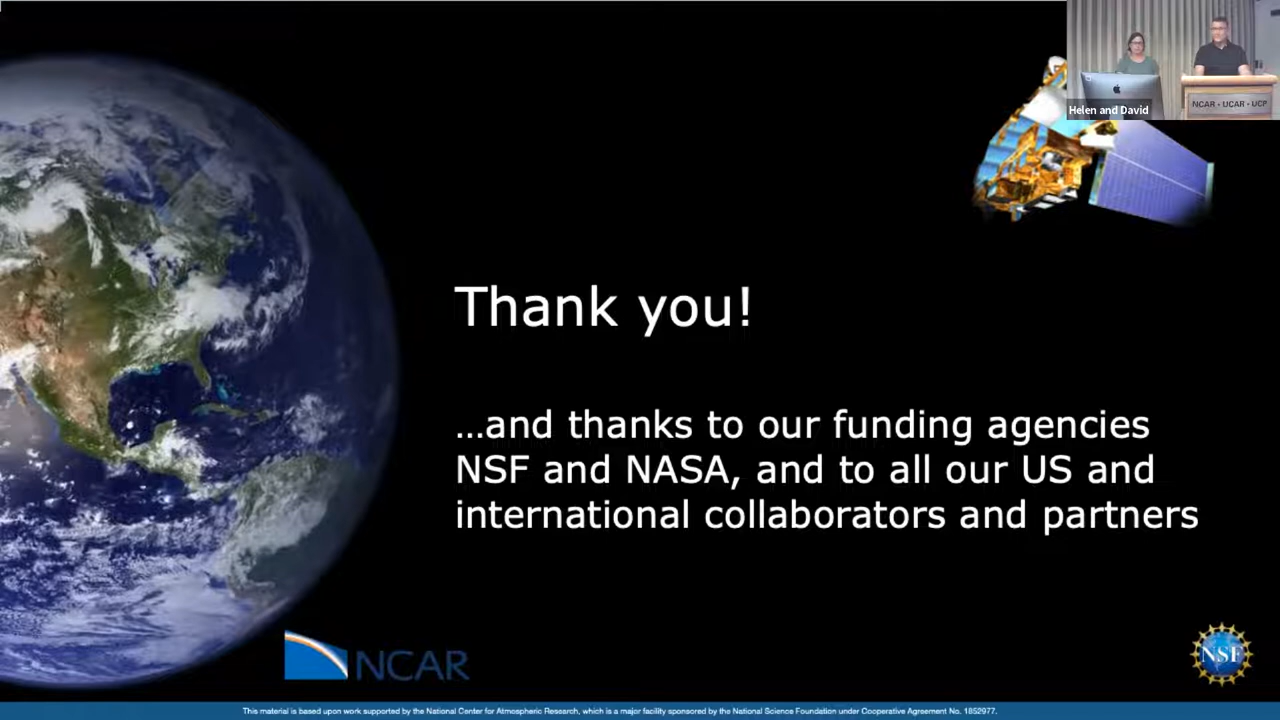 Helen and David
NCAR • UCAR • UCP
Thank you!
...and thanks to our funding agencies
NSF and NASA, and to all our US and
international collaborators and partners
NCAR
NSF
This material is based upon work supported by the National Center for Atmospheric Research, which is a major facility sponsored by the National Science Foundation under Cooperative Agreement No. 1852977.